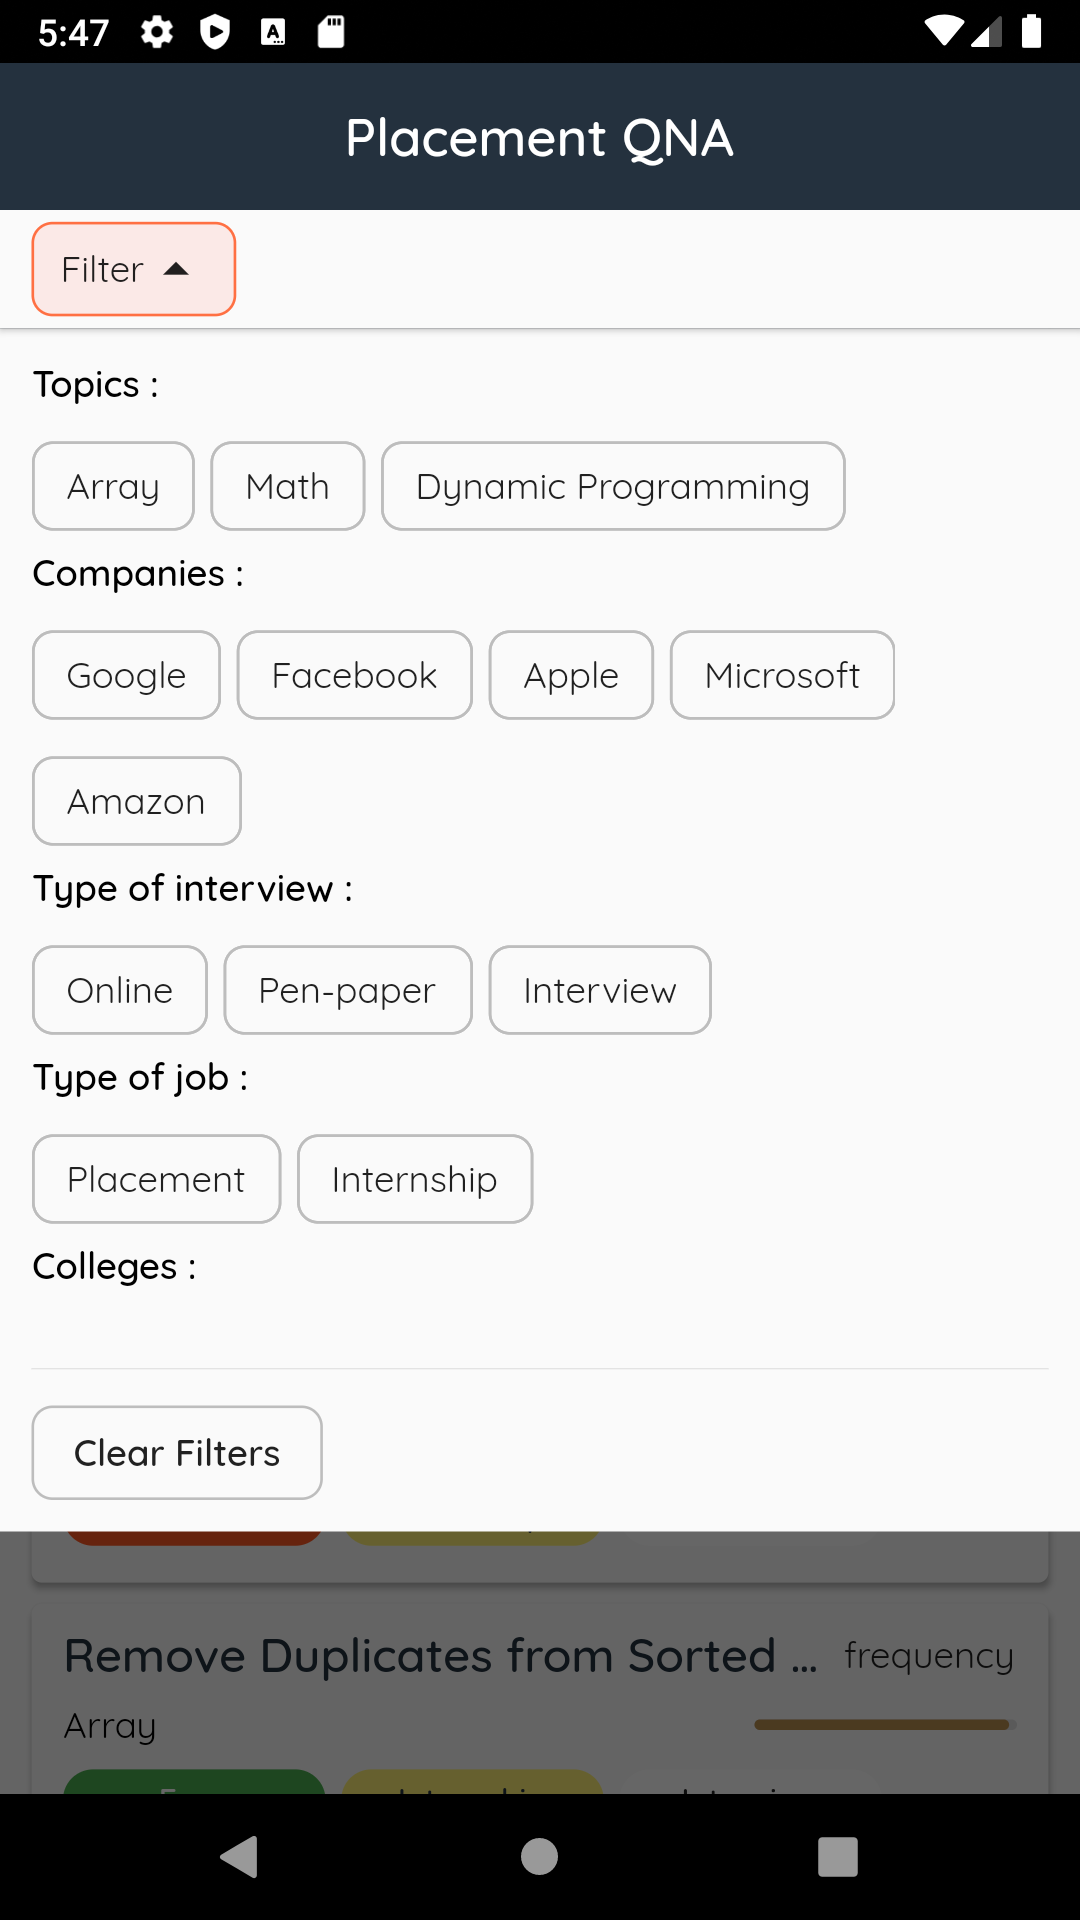 5:47
Placement QNA
Filter
Topics :
Array Math Dynamic Programming
Companies :
Google Facebook Apple Microsoft
Amazon
Type of interview :
Online Pen-paper Interview
Type of job :
Placement Internship
Colleges :
Clear Filters
Remove Duplicates from Sorted ... frequency
Array